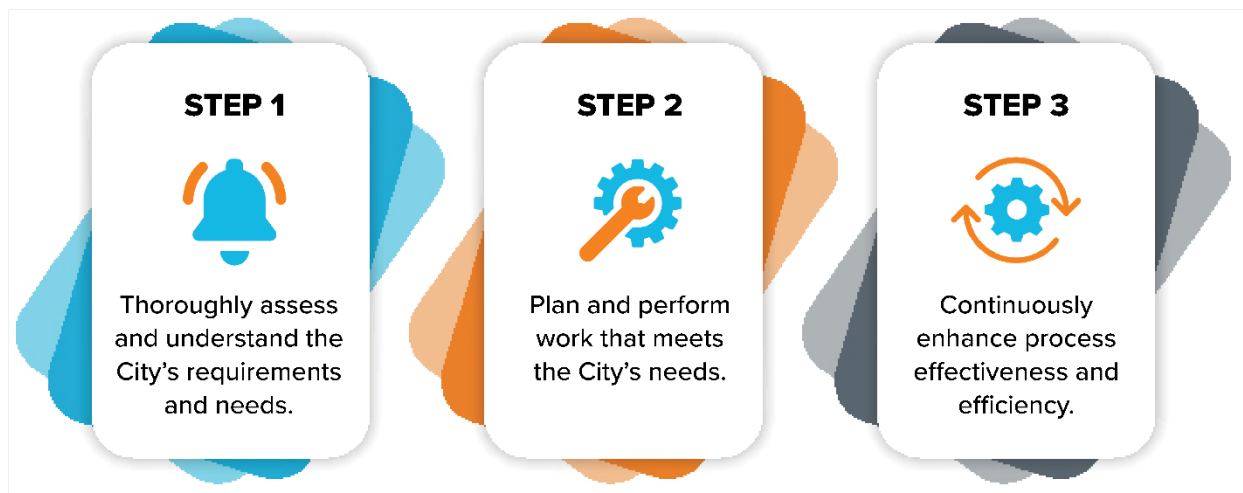 STEP 1
Thoroughly assess
and understand the
City’s requirements
and needs.
STEP 2
Plan and perform
work that meets
the City’s needs.
STEP 3
Continuously
enhance process
effectiveness and
efficiency.